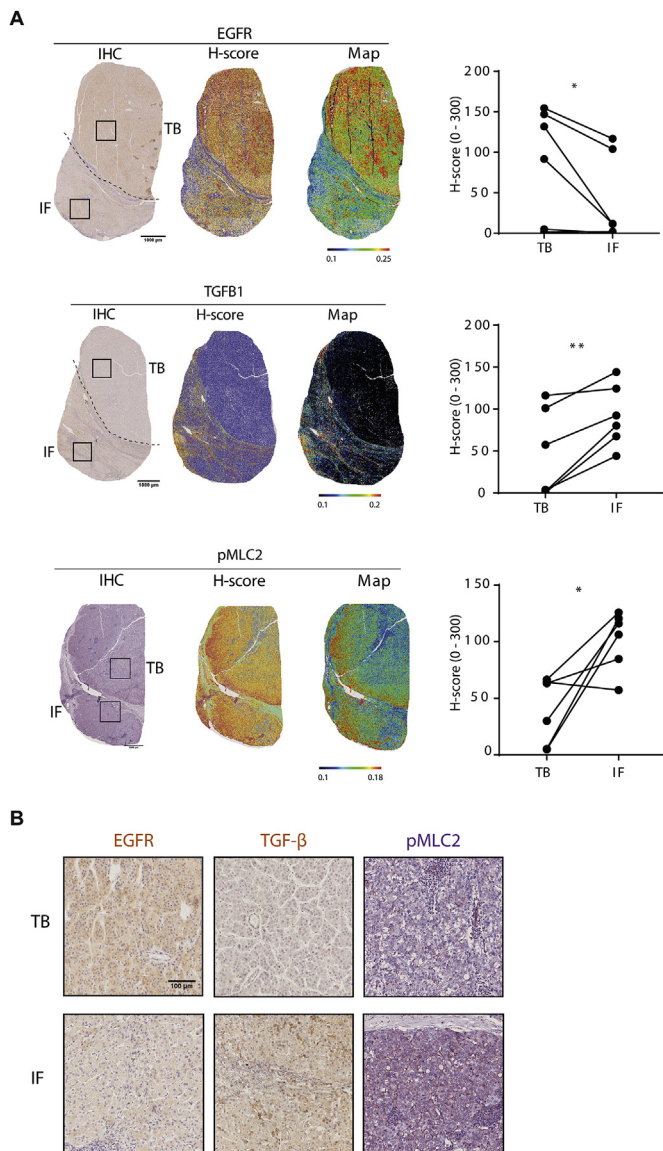 A
EGFR
IHC H-score Map
TB
IF
1000 µm
0.1 0.25
H-score (0 - 300)
200
150
100
50
0
*
TB IF
TGFB1
IHC H-score Map
TB
IF
1000 µm
0.1 0.2
H-score (0 - 300)
200
150
100
50
0
**
TB IF
pMLC2
IHC H-score Map
TB
IF
0.1 0.18
H-score (0 - 300)
150
100
50
0
*
TB IF
B
EGFR TGF-β pMLC2
TB
100 µm
IF